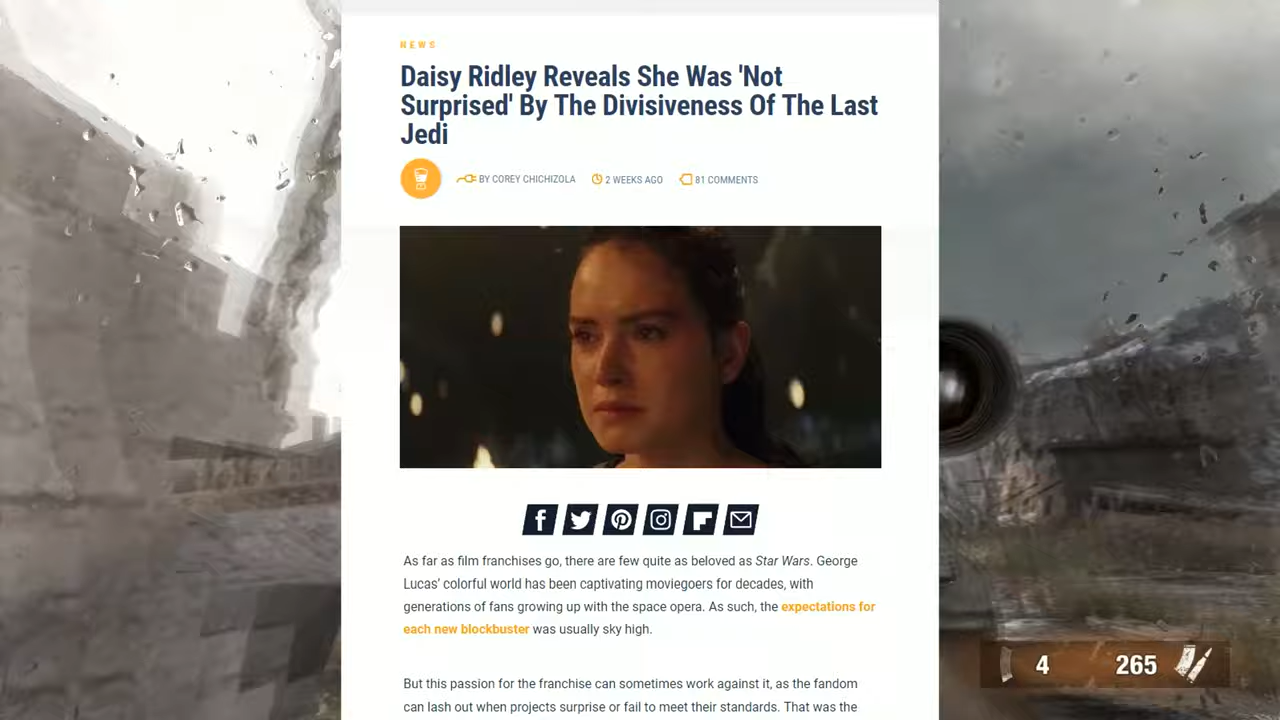 NEWS
Daisy Ridley Reveals She Was 'Not
Surprised' By The Divisiveness Of The Last
Jedi
BY COREY CHICHIZOLA 2 WEEKS AGO 81 COMMENTS
As far as film franchises go, there are few quite as beloved as Star Wars. George
Lucas' colorful world has been captivating moviegoers for decades, with
generations of fans growing up with the space opera. As such, the expectations for
each new blockbuster was usually sky high.
But this passion for the franchise can sometimes work against it, as the fandom
can lash out when projects surprise or fail to meet their standards. That was the
4 265